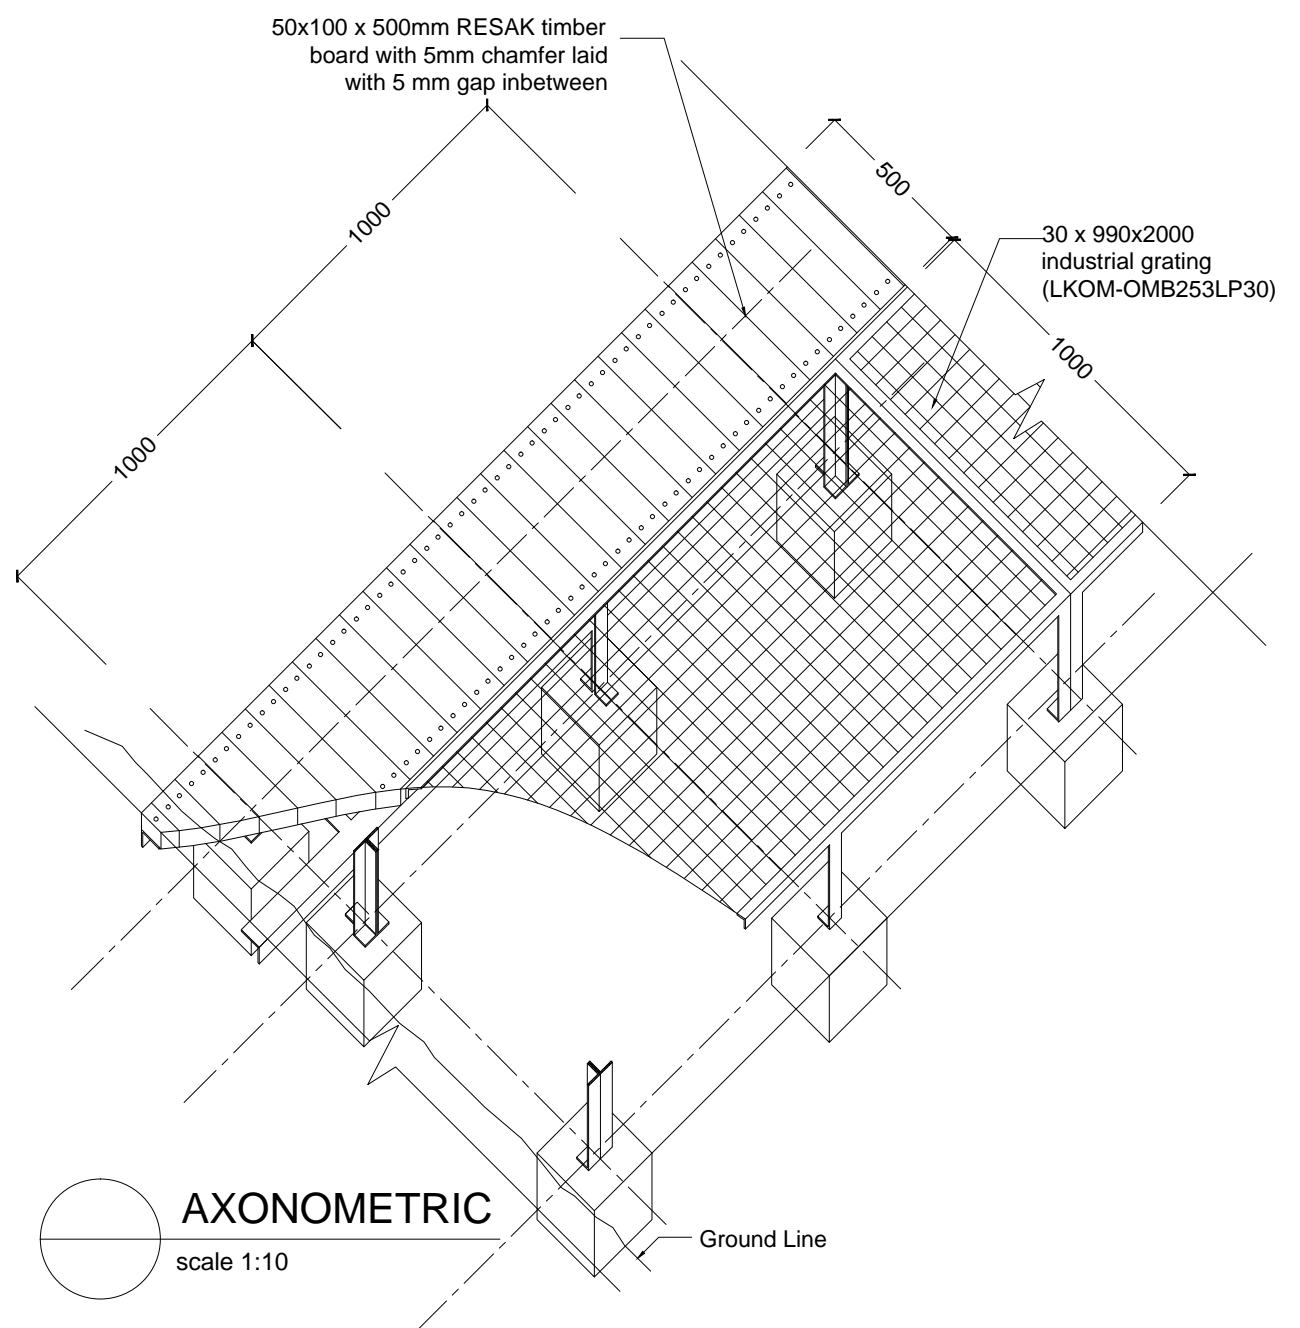 50x100 x 500mm RESAK timber
board with 5mm chamfer laid
with 5 mm gap inbetween
1000
500
30 x 990x2000
industrial grating
(LKOM-OMB253LP30)
1000
1000
AXONOMETRIC
scale 1:10
Ground Line